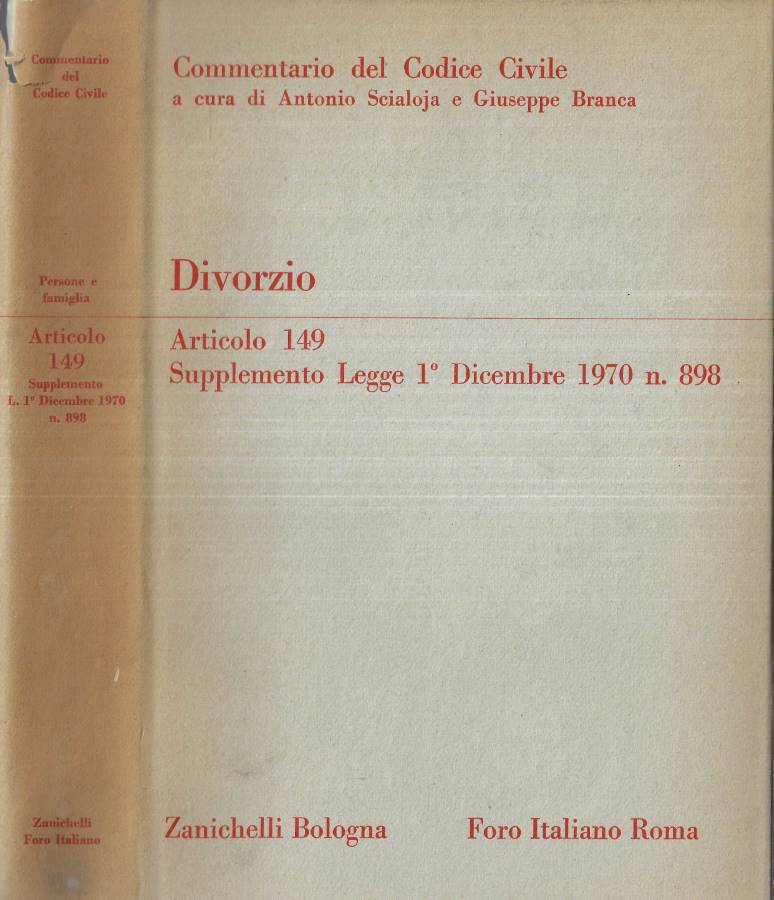 Commentario
del
Codice Civile
Persone e
famiglia
Articolo
149
Supplemento
L. 1º Dicembre 1970
n. 898
Zanichelli
Foro Italiano
Commentario del Codice Civile
a cura di Antonio Scialoja e Giuseppe Branca
Divorzio
Articolo 149
Supplemento Legge 1º Dicembre 1970 n. 898
Zanichelli Bologna Foro Italiano Roma